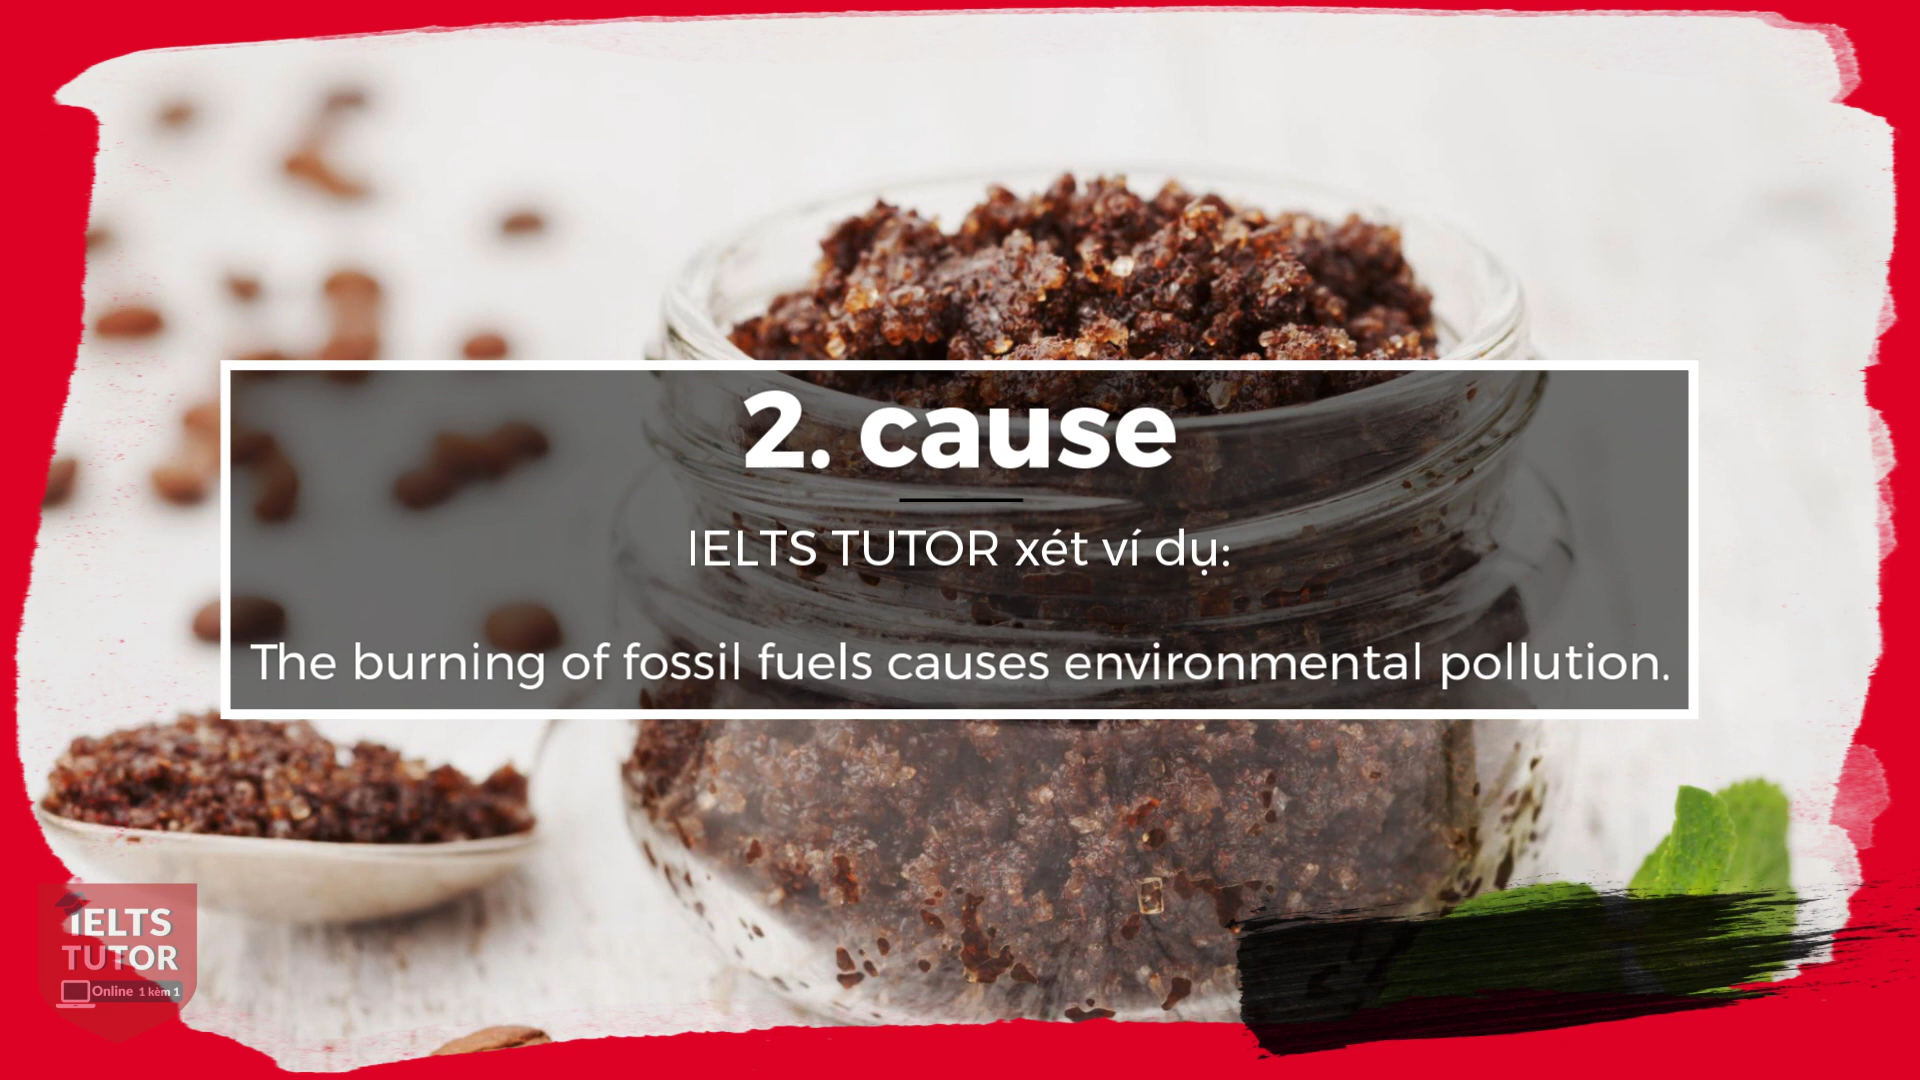 2. cause
IELTS TUTOR xét ví dụ:
The burning of fossil fuels causes environmental pollution.
IELTS
TUTOR
Online 1 kèm 1